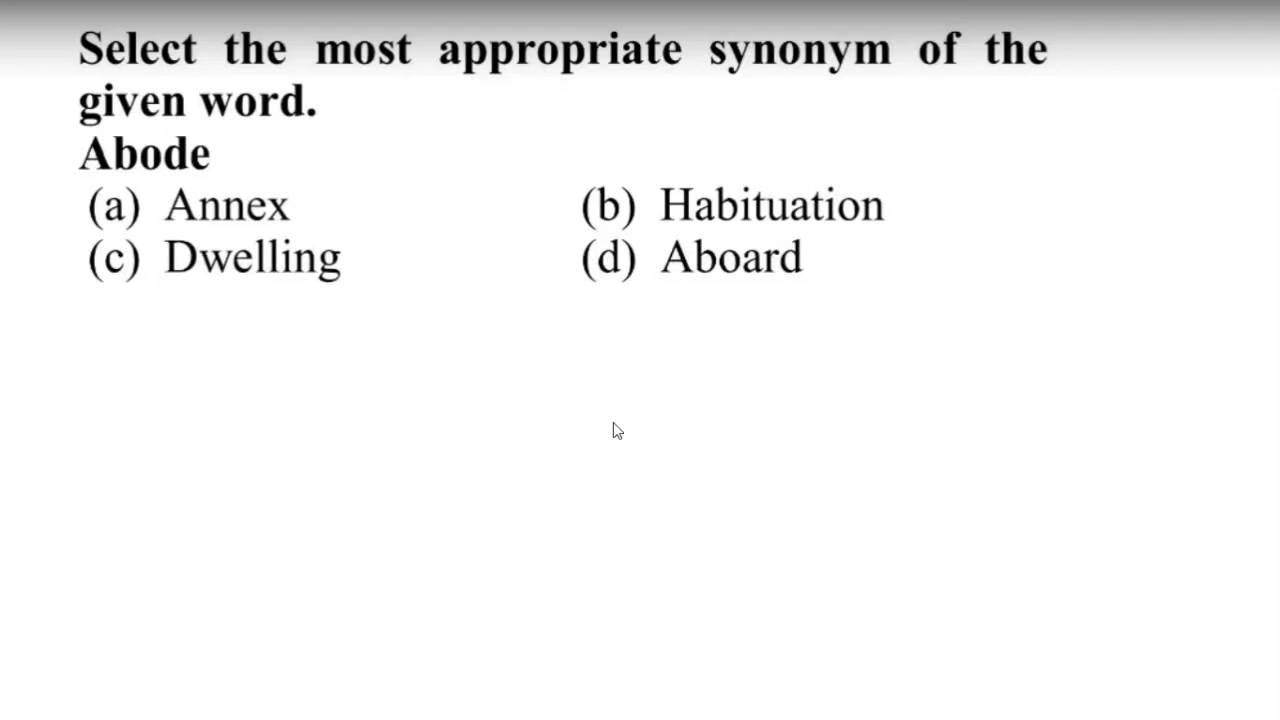 Select the most appropriate synonym of the
given word.
Abode
(a) Annex (b) Habituation
(c) Dwelling (d) Aboard